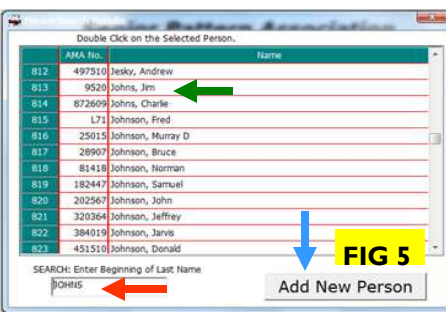 Double Click on the Selected Person.
AMA No. Name
812 497510 Jesky, Andrew
813 9520 Johns, Jim
814 872609 Johns, Charlie
815 L71 Johnson, Fred
816 25015 Johnson, Murray D
817 28907 Johnson, Bruce
818 81418 Johnson, Norman
819 182447 Johnson, Samuel
820 202567 Johnson, John
821 320364 Johnson, Jeffrey
822 384019 Johnson, Jarvis
823 451510 Johnson, Donald
FIG 5
SEARCH: Enter Beginning of Last Name
JOHNS
Add New Person